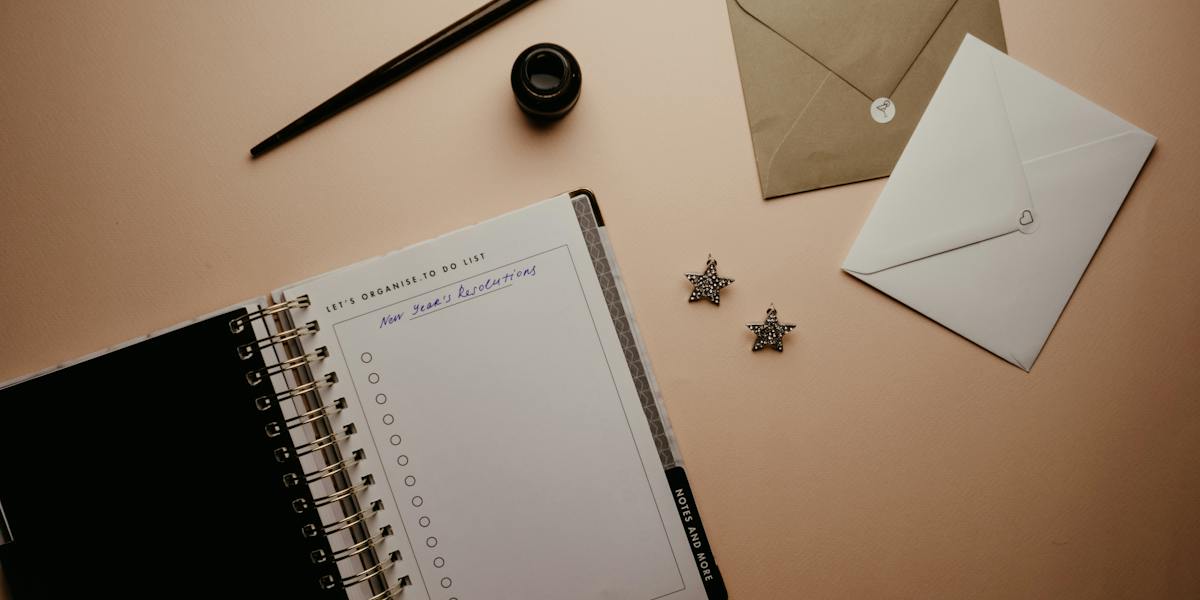 LET'S ORGANISE.TO DO LIST
New Year's Resolutions
NOTES AND MORE